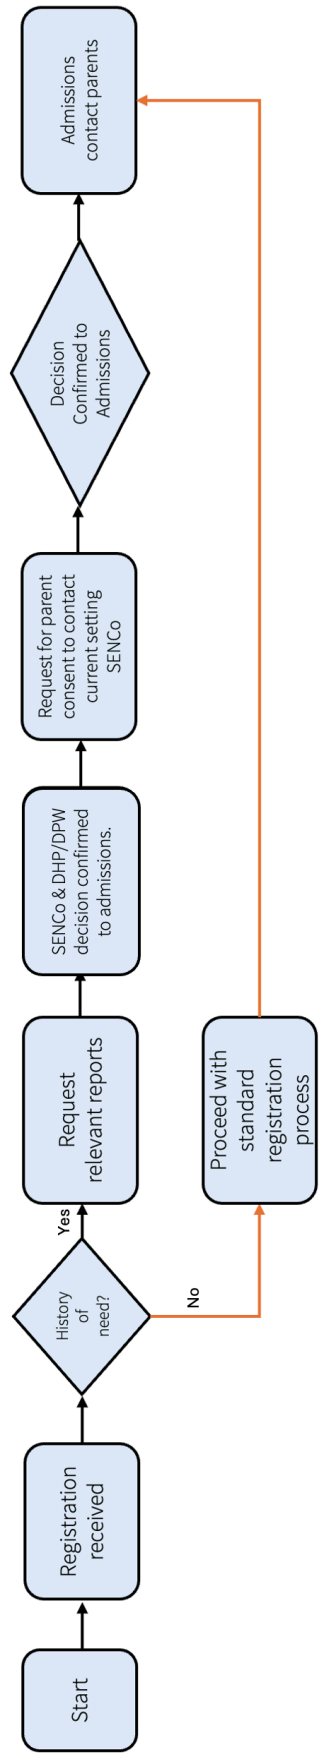 Start
Registration
received
History
of
need?
Yes
No
Request
relevant reports
Proceed with
standard
registration
process
SENCo & DHP/DPW
decision confirmed
to admissions.
Request for parent
consent to contact
current setting
SENCo
Decision
Confirmed to
Admissions
Admissions
contact parents